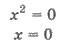 x² = 0
x = 0